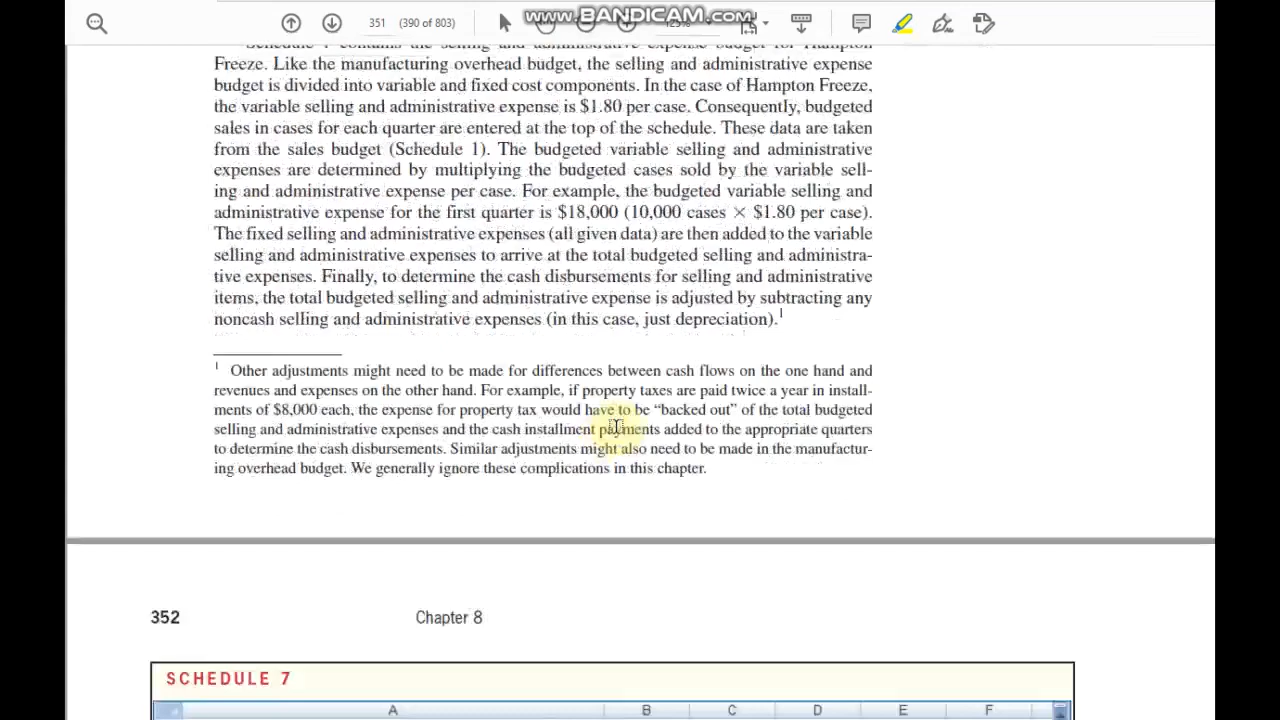 351 (390 of 803)
www.BANDICAM.com
Schedule 7 contains the selling and administrative expense budget for Hampton
Freeze. Like the manufacturing overhead budget, the selling and administrative expense
budget is divided into variable and fixed cost components. In the case of Hampton Freeze,
the variable selling and administrative expense is $1.80 per case. Consequently, budgeted
sales in cases for each quarter are entered at the top of the schedule. These data are taken
from the sales budget (Schedule 1). The budgeted variable selling and administrative
expenses are determined by multiplying the budgeted cases sold by the variable sell-
ing and administrative expense per case. For example, the budgeted variable selling and
administrative expense for the first quarter is $18,000 (10,000 cases × $1.80 per case).
The fixed selling and administrative expenses (all given data) are then added to the variable
selling and administrative expenses to arrive at the total budgeted selling and administra-
tive expenses. Finally, to determine the cash disbursements for selling and administrative
items, the total budgeted selling and administrative expense is adjusted by subtracting any
noncash selling and administrative expenses (in this case, just depreciation).1
1 Other adjustments might need to be made for differences between cash flows on the one hand and
revenues and expenses on the other hand. For example, if property taxes are paid twice a year in install-
ments of $8,000 each, the expense for property tax would have to be “backed out” of the total budgeted
selling and administrative expenses and the cash installment payments added to the appropriate quarters
to determine the cash disbursements. Similar adjustments might also need to be made in the manufactur-
ing overhead budget. We generally ignore these complications in this chapter.
352 Chapter 8
SCHEDULE 7
A B C D E F